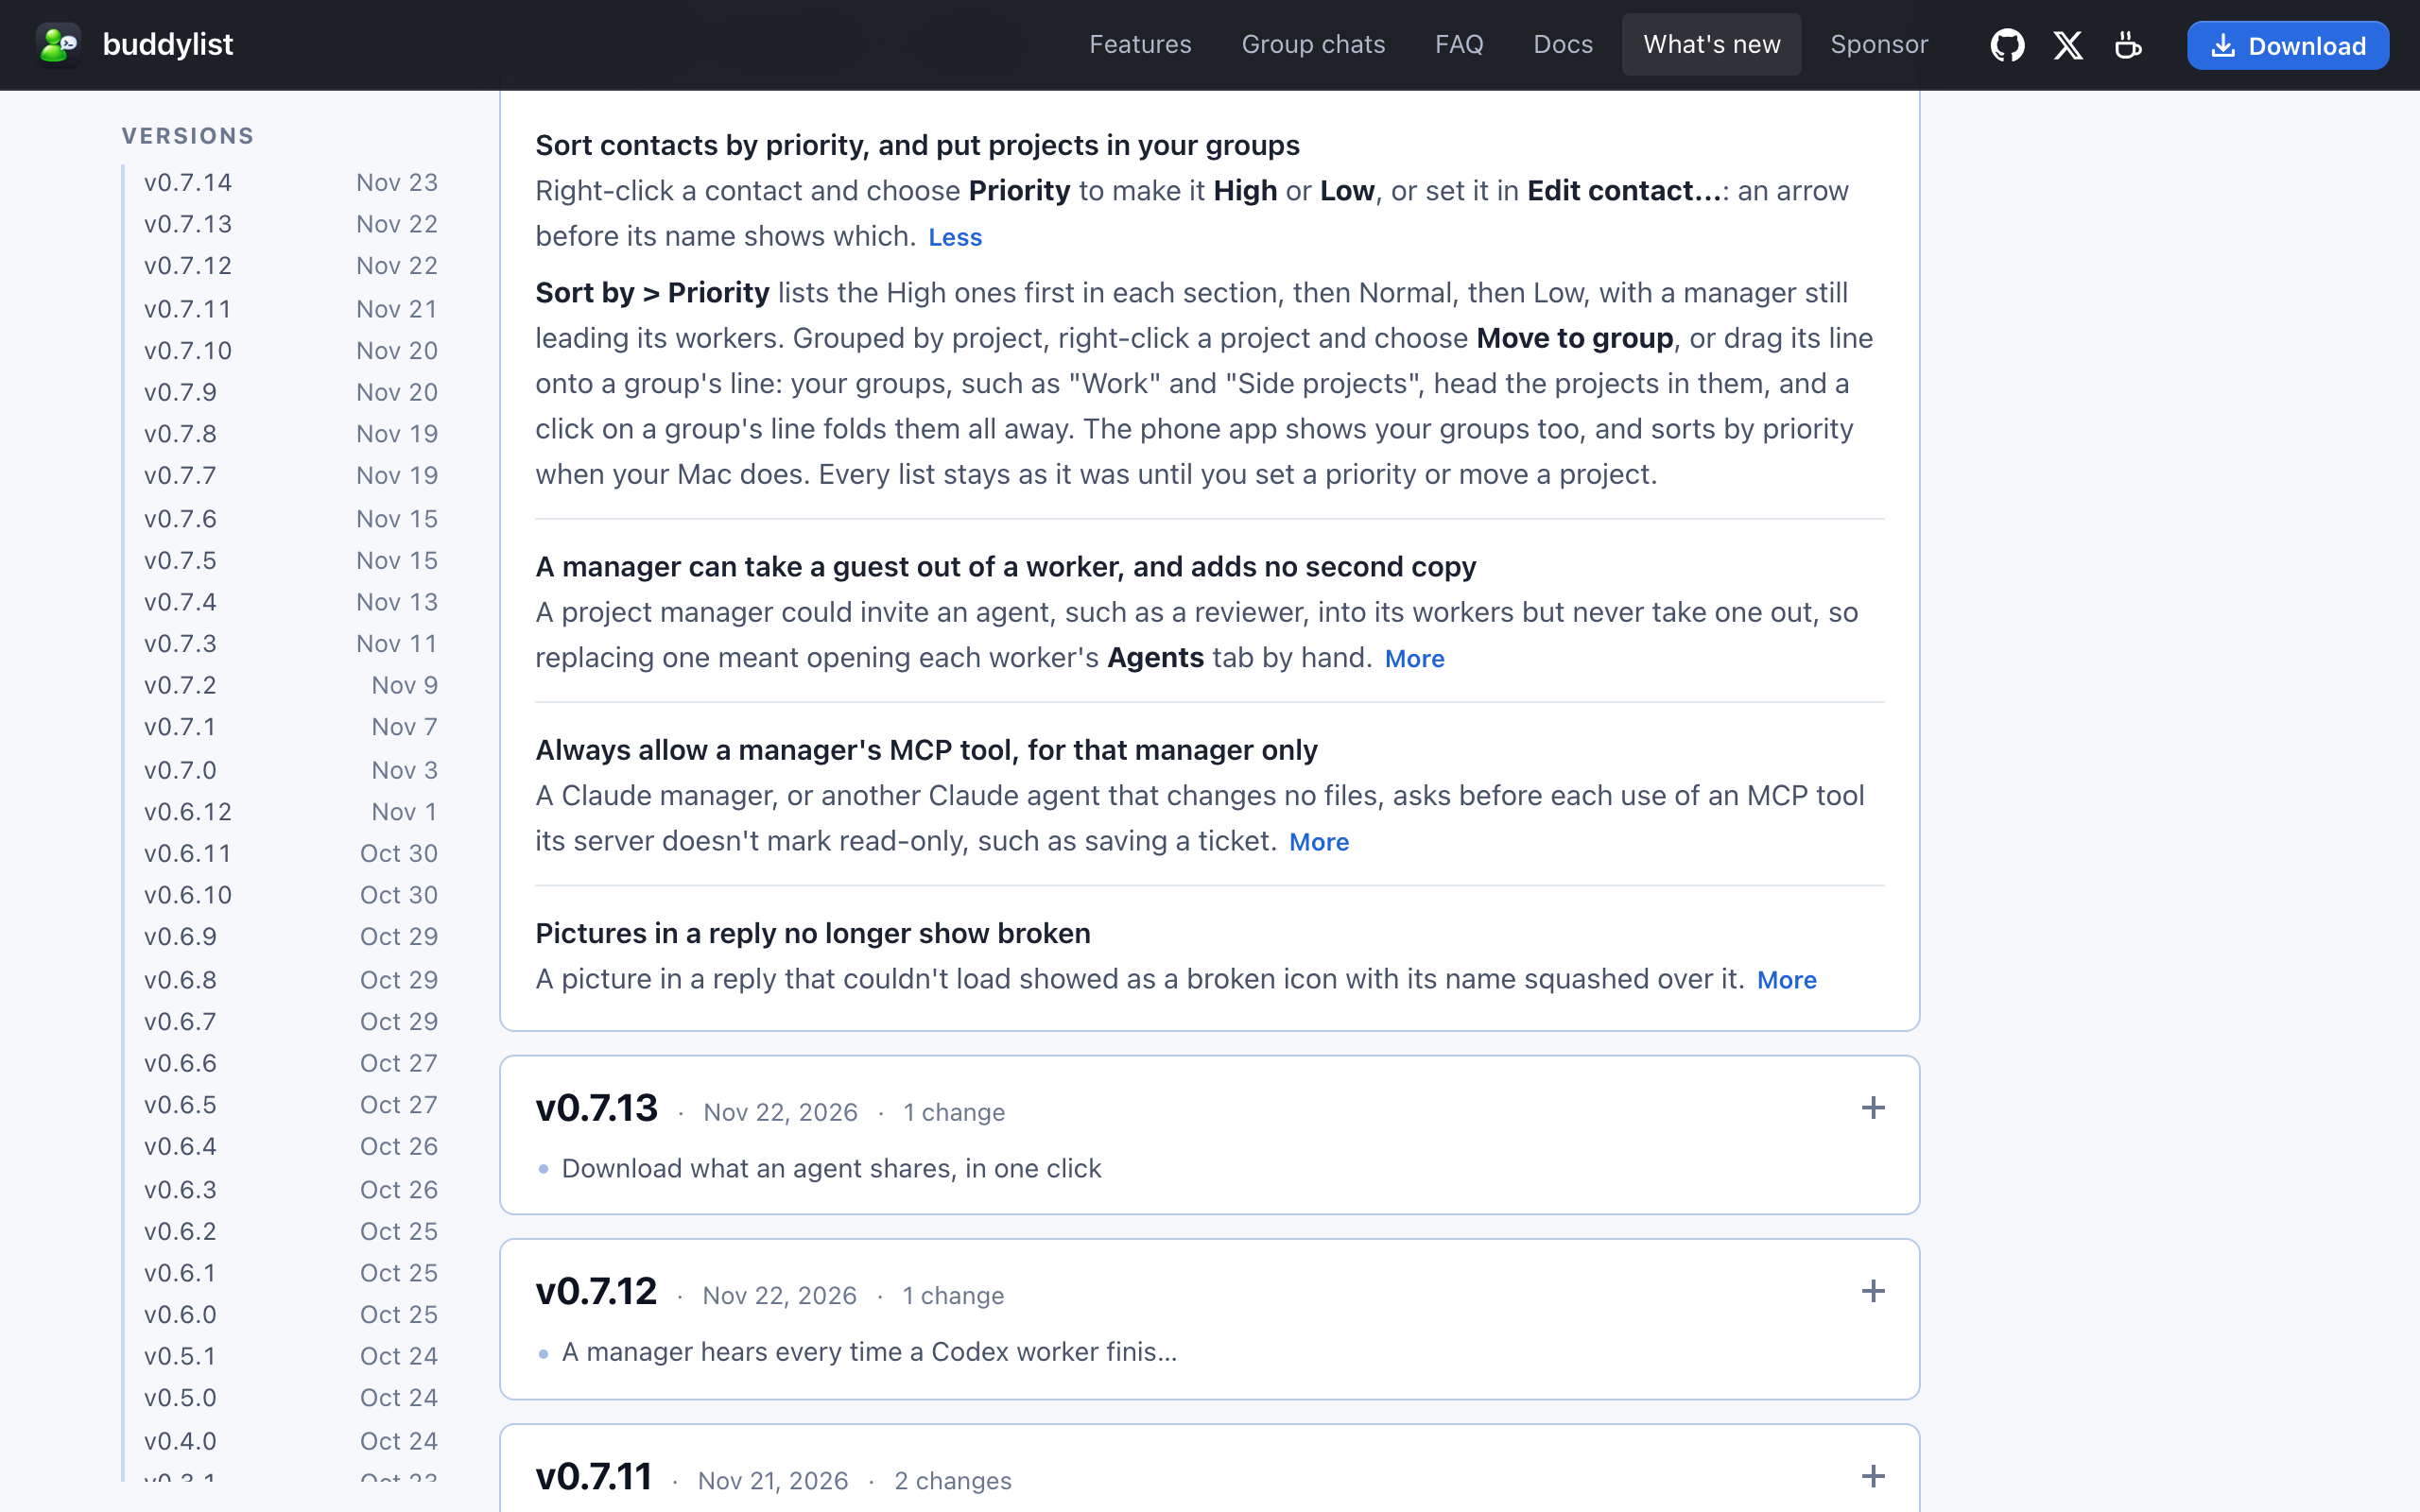 buddylist
Features
Group chats
FAQ
Docs
What's new
Sponsor
Download
VERSIONS
v0.7.14 Nov 23
v0.7.13 Nov 22
v0.7.12 Nov 22
v0.7.11 Nov 21
v0.7.10 Nov 20
v0.7.9 Nov 20
v0.7.8 Nov 19
v0.7.7 Nov 19
v0.7.6 Nov 15
v0.7.5 Nov 15
v0.7.4 Nov 13
v0.7.3 Nov 11
v0.7.2 Nov 9
v0.7.1 Nov 7
v0.7.0 Nov 3
v0.6.12 Nov 1
v0.6.11 Oct 30
v0.6.10 Oct 30
v0.6.9 Oct 29
v0.6.8 Oct 29
v0.6.7 Oct 29
v0.6.6 Oct 27
v0.6.5 Oct 27
v0.6.4 Oct 26
v0.6.3 Oct 26
v0.6.2 Oct 25
v0.6.1 Oct 25
v0.6.0 Oct 25
v0.5.1 Oct 24
v0.5.0 Oct 24
v0.4.0 Oct 24
v0.3.1 Oct 23
Sort contacts by priority, and put projects in your groups
Right-click a contact and choose Priority to make it High or Low, or set it in Edit contact...: an arrow
before its name shows which. Less
Sort by > Priority lists the High ones first in each section, then Normal, then Low, with a manager still
leading its workers. Grouped by project, right-click a project and choose Move to group, or drag its line
onto a group's line: your groups, such as "Work" and "Side projects", head the projects in them, and a
click on a group's line folds them all away. The phone app shows your groups too, and sorts by priority
when your Mac does. Every list stays as it was until you set a priority or move a project.
A manager can take a guest out of a worker, and adds no second copy
A project manager could invite an agent, such as a reviewer, into its workers but never take one out, so
replacing one meant opening each worker's Agents tab by hand. More
Always allow a manager's MCP tool, for that manager only
A Claude manager, or another Claude agent that changes no files, asks before each use of an MCP tool
its server doesn't mark read-only, such as saving a ticket. More
Pictures in a reply no longer show broken
A picture in a reply that couldn't load showed as a broken icon with its name squashed over it. More
v0.7.13 · Nov 22, 2026 · 1 change
Download what an agent shares, in one click
v0.7.12 · Nov 22, 2026 · 1 change
A manager hears every time a Codex worker finis...
v0.7.11 · Nov 21, 2026 · 2 changes